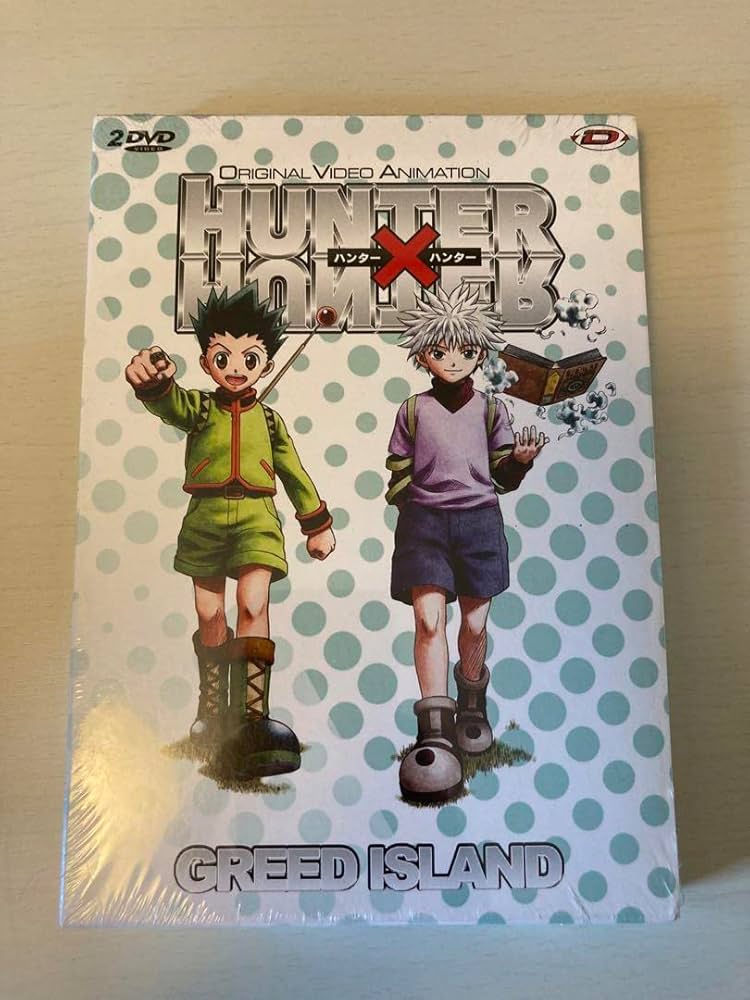 2 DVD
VIDEO
D
ORIGINAL VIDEO ANIMATION
HUNTER
ハンター×ハンター
HUNTER
GREED ISLAND